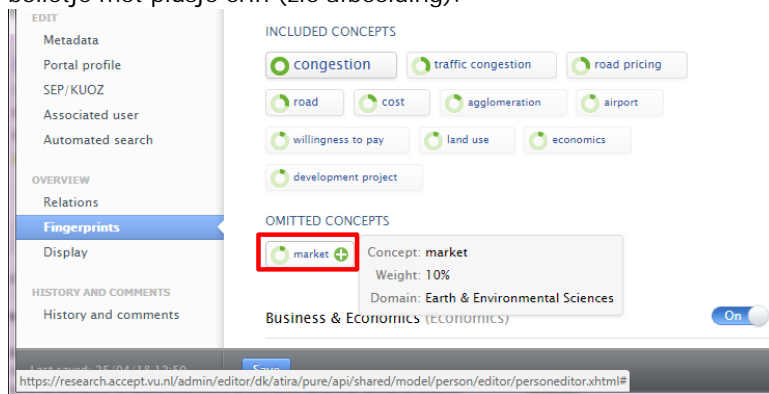 EDIT
Metadata
Portal profile
SEP/KUOZ
Associated user
Automated search
OVERVIEW
Relations
Fingerprints
Display
HISTORY AND COMMENTS
History and comments
INCLUDED CONCEPTS
congestion traffic congestion road pricing
road cost agglomeration airport
willingness to pay land use economics
development project
OMITTED CONCEPTS
market
Concept: market
Weight: 10%
Domain: Earth & Environmental Sciences
Business & Economics (Economics) On
Save
https://research.accept.vu.nl/admin/editor/dk/atira/pure/api/shared/model/person/editor/personeditor.xhtml#